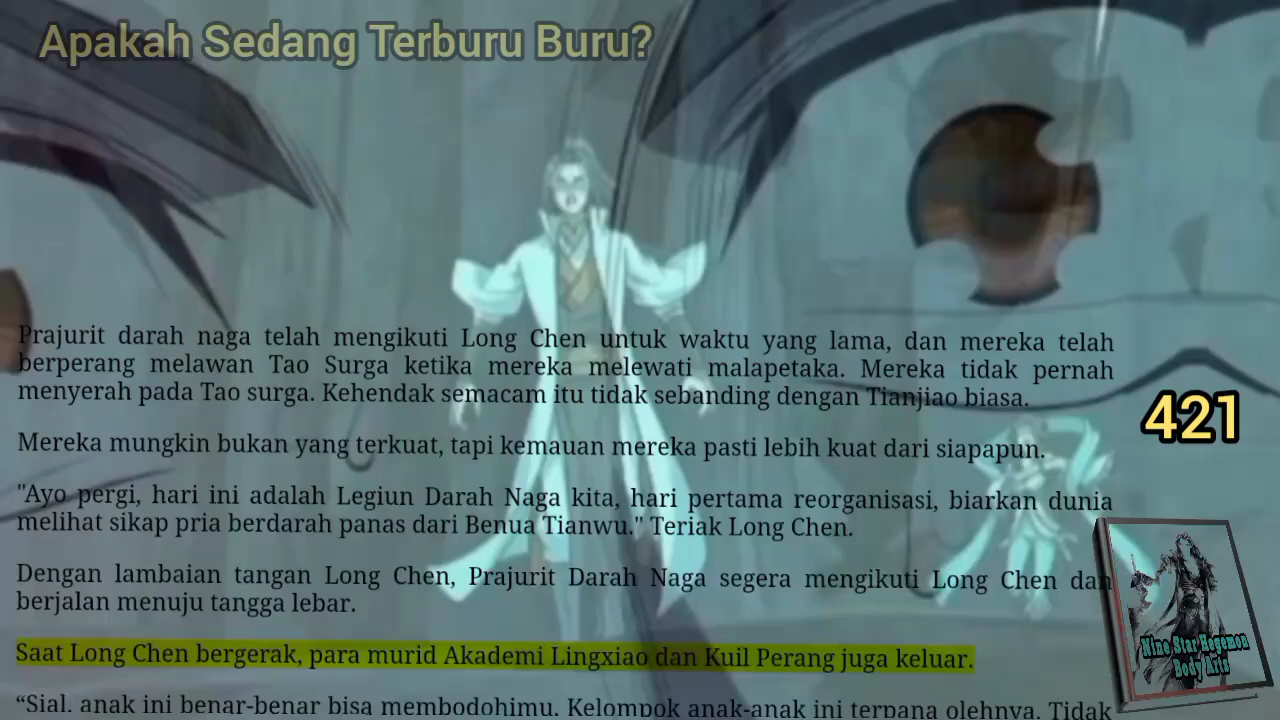 Apakah Sedang Terburu Buru?
Prajurit darah naga telah mengikuti Long Chen untuk waktu yang lama, dan mereka telah
berperang melawan Tao Surga ketika mereka melewati malapetaka. Mereka tidak pernah
menyerah pada Tao surga. Kehendak semacam itu tidak sebanding dengan Tianjiao biasa.
421
Mereka mungkin bukan yang terkuat, tapi kemauan mereka pasti lebih kuat dari siapapun.
"Ayo pergi, hari ini adalah Legiun Darah Naga kita, hari pertama reorganisasi, biarkan dunia
melihat sikap pria berdarah panas dari Benua Tianwu." Teriak Long Chen.
Dengan lambaian tangan Long Chen, Prajurit Darah Naga segera mengikuti Long Chen dan
berjalan menuju tangga lebar.
Saat Long Chen bergerak, para murid Akademi Lingxiao dan Kuil Perang juga keluar.
Nine Star Hegemon
Body Arts
“Sial, anak ini benar-benar bisa membodohimu. Kelompok anak-anak ini terpana olehnya. Tidak